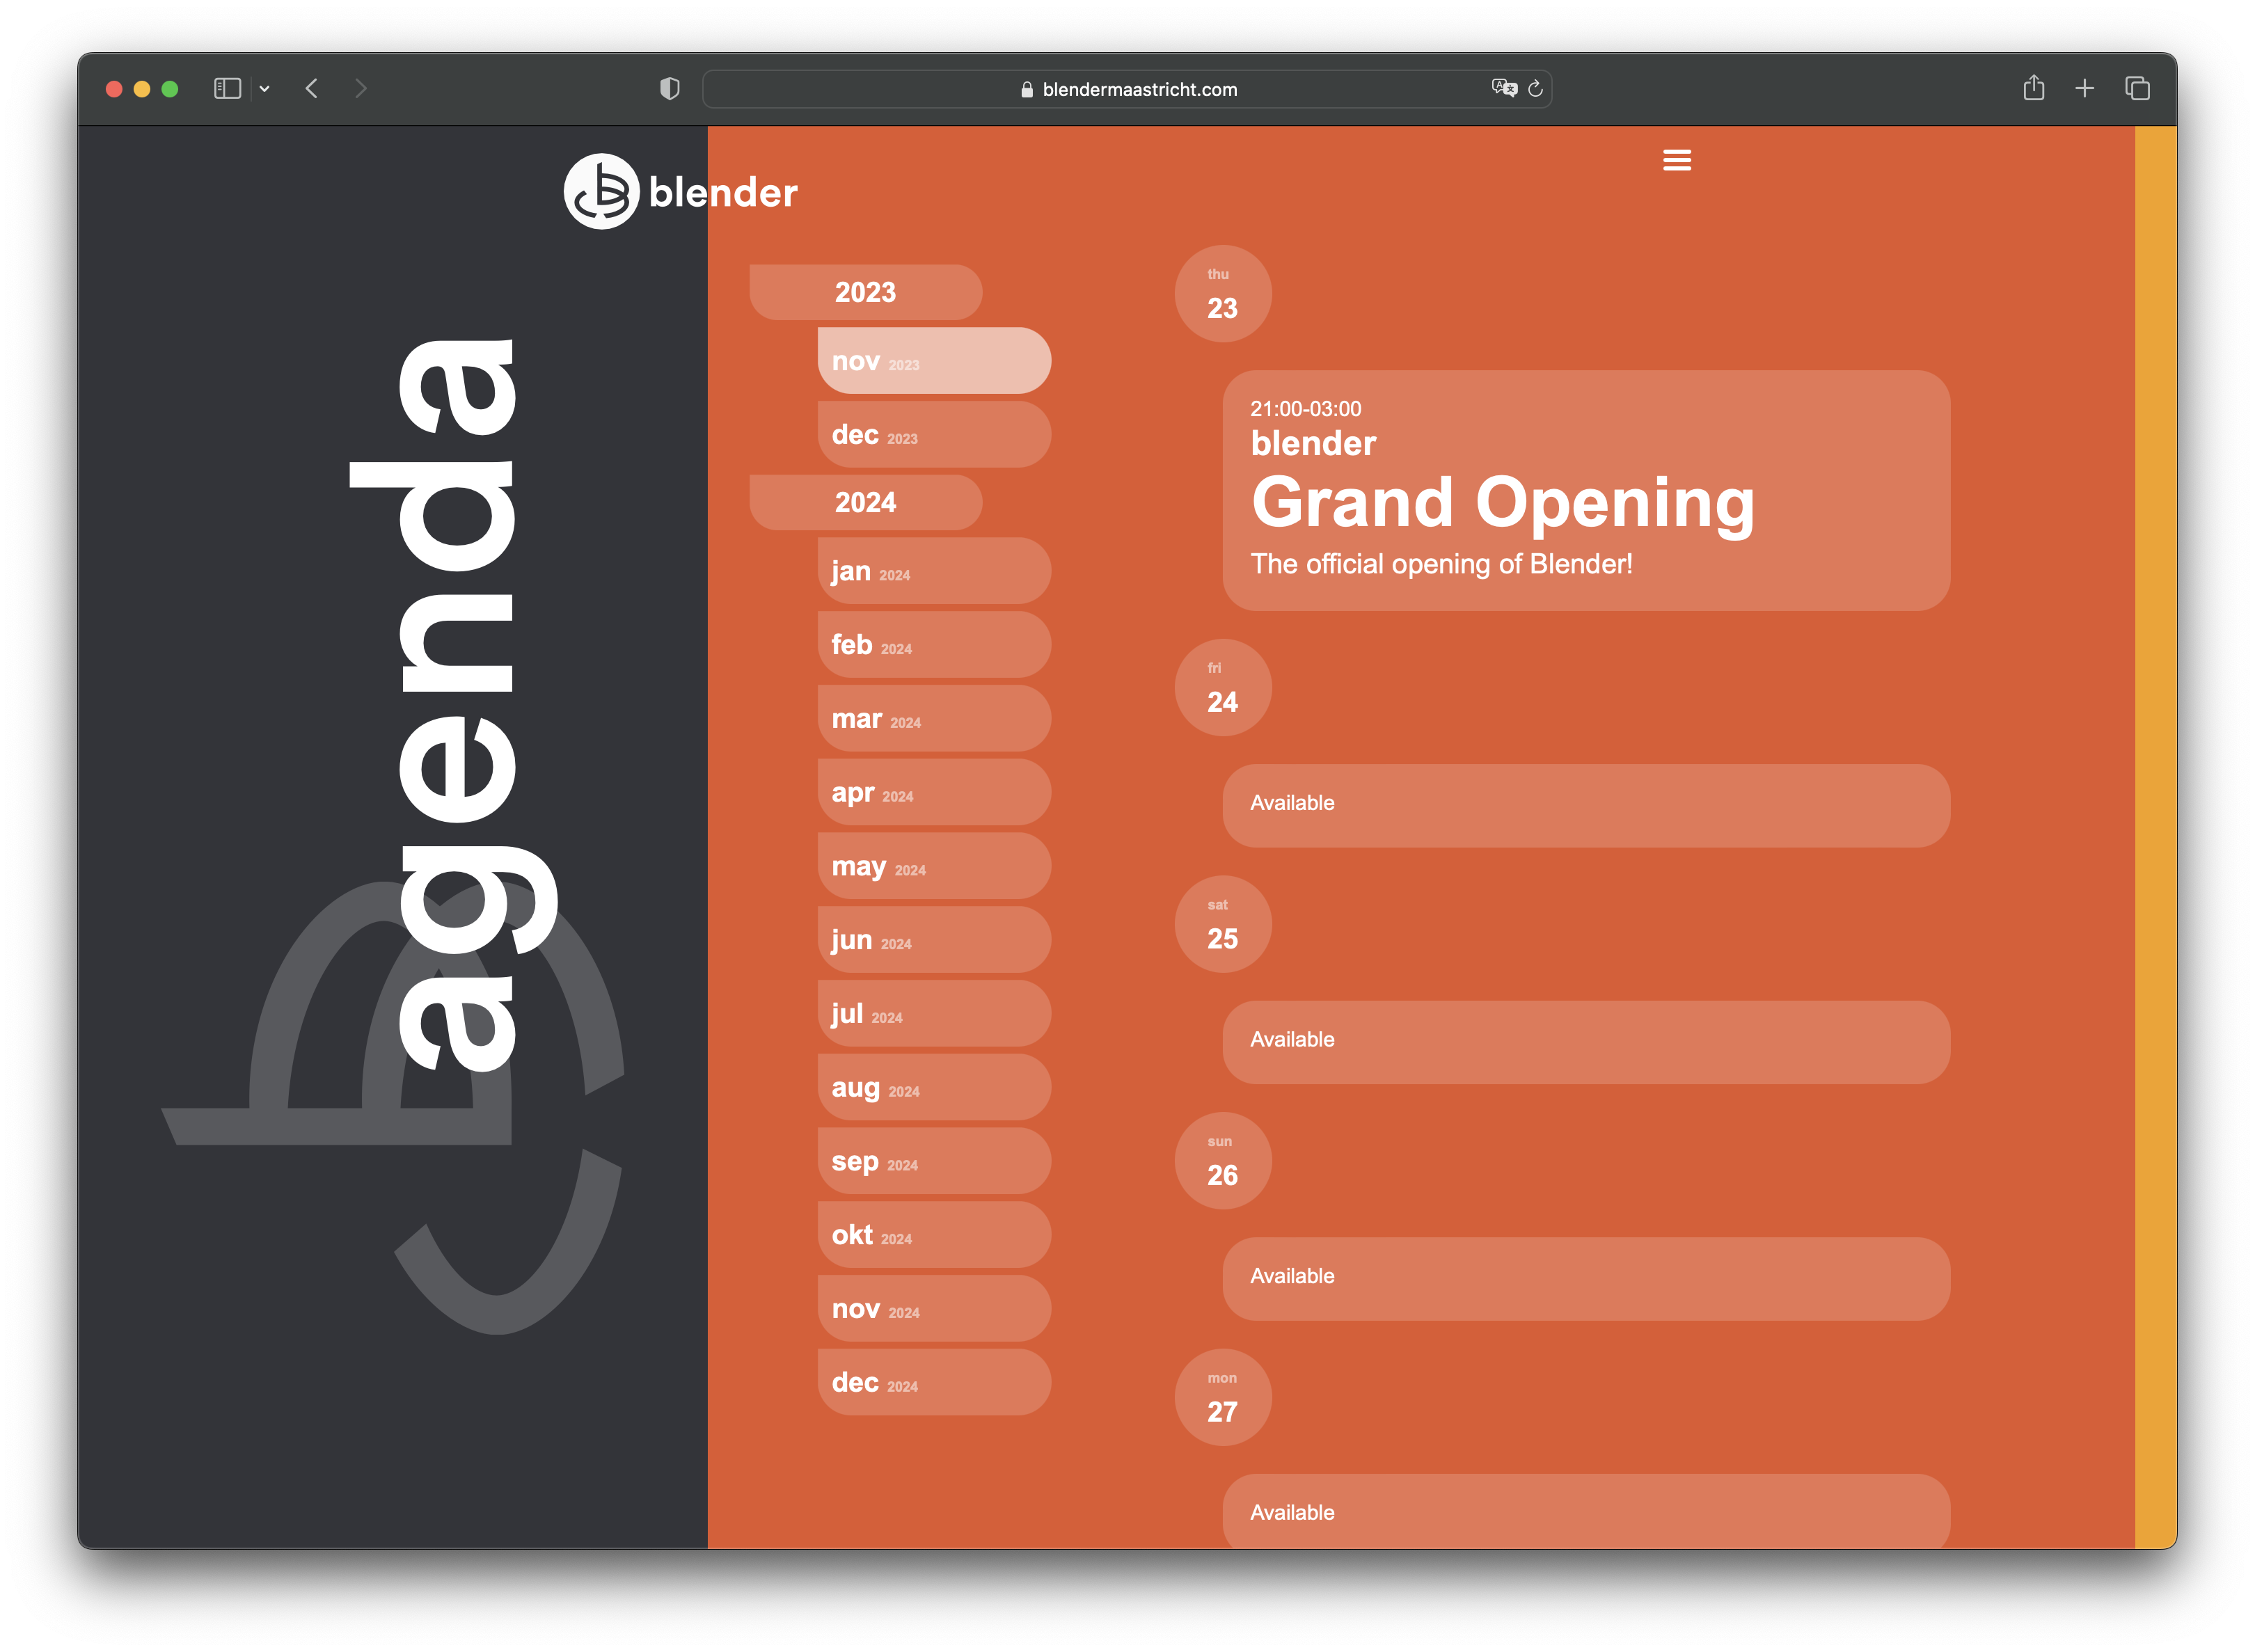 blendermaastricht.com
blender
agenda
2023
nov 2023
dec 2023
2024
jan 2024
feb 2024
mar 2024
apr 2024
may 2024
jun 2024
jul 2024
aug 2024
sep 2024
okt 2024
nov 2024
dec 2024
thu
23
21:00-03:00
blender
Grand Opening
The official opening of Blender!
fri
24
Available
sat
25
Available
sun
26
Available
mon
27
Available